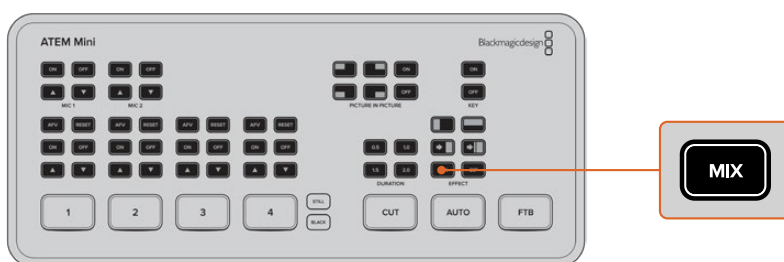 ATEM Mini
Blackmagicdesign
ON OFF ON OFF ON ON
▲ ▼ ▲ ▼ OFF OFF
MIC 1 MIC 2 PICTURE IN PICTURE KEY
AFV RESET AFV RESET AFV RESET AFV RESET
ON OFF ON OFF ON OFF ON OFF 0.5 1.0
▲ ▼ ▲ ▼ ▲ ▼ ▲ ▼ 1.5 2.0
DURATION EFFECT
MIX
1 2 3 4 STILL CUT AUTO FTB
BLACK